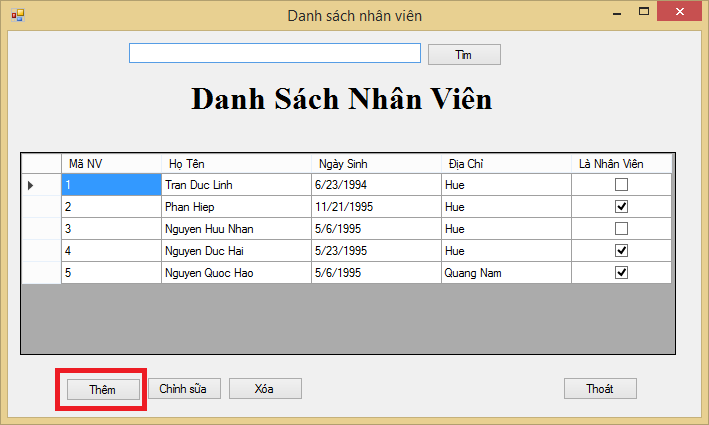 Danh sách nhân viên
Tìm
Danh Sách Nhân Viên
Mã NV Họ Tên Ngày Sinh Địa Chỉ Là Nhân Viên
1 Tran Duc Linh 6/23/1994 Hue
2 Phan Hiep 11/21/1995 Hue
3 Nguyen Huu Nhan 5/6/1995 Hue
4 Nguyen Duc Hai 5/23/1995 Hue
5 Nguyen Quoc Hao 5/6/1995 Quang Nam
Thêm Chỉnh sửa Xóa Thoát